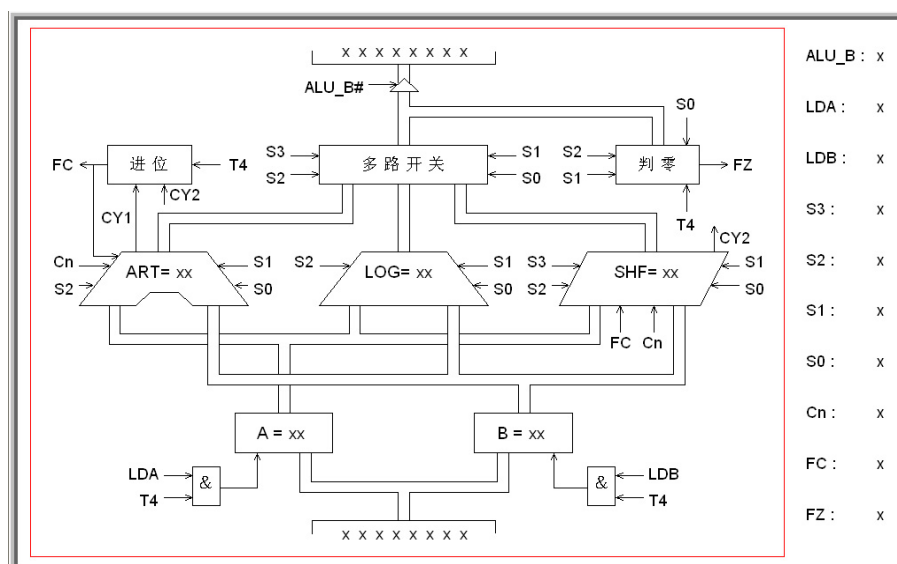 X X X X X X X X
ALU_B#
ALU_B : x
LDA : x
LDB : x
S3 : x
S2 : x
S1 : x
S0 : x
Cn : x
FC : x
FZ : x
S0
FC
进位
T4
S3
S2
多路开关
S1
S0
S2
S1
判零
FZ
CY1
CY2
T4
CY2
Cn
S2
ART= xx
S1
S0
S2
LOG= xx
S1
S0
S3
S2
SHF= xx
S1
S0
FC
Cn
A = xx
B = xx
LDA
T4
&
&
LDB
T4
X X X X X X X X